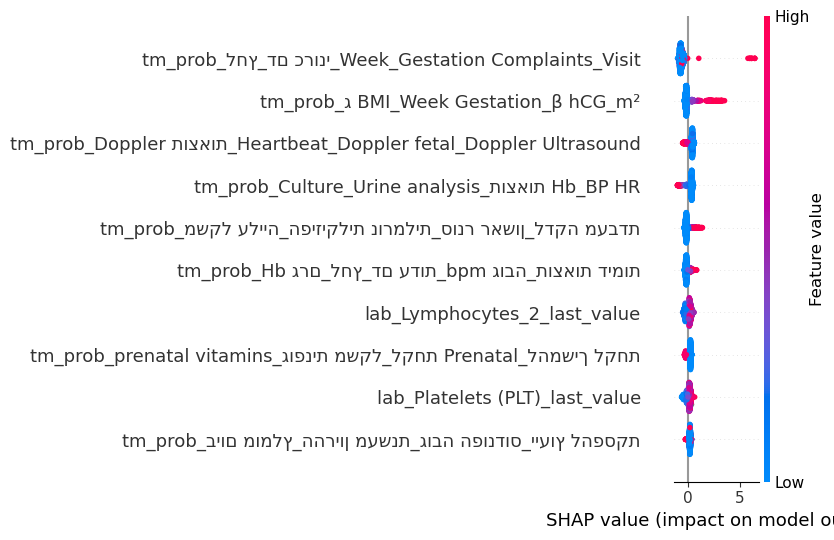 High
tm_prob_לחץ_דם כרוני_Week_Gestation Complaints_Visit
tm_prob_ג BMI_Week Gestation_β hCG_m²
tm_prob_Doppler תוצאות_Heartbeat_Doppler fetal_Doppler Ultrasound
tm_prob_Culture_Urine analysis_תוצאות Hb_BP HR
tm_prob_משקל עלייה_הפיזיקלית נורמלית_סונר ראשון_לדקה מעבדת
tm_prob_Hb גרם_לחץ_דם עדות_bpm גובה_תוצאות דימות
lab_Lymphocytes_2_last_value
tm_prob_prenatal vitamins_גופנית משקל_לקחת Prenatal_להמשיך לקחת
lab_Platelets (PLT)_last_value
tm_prob_ביום מומלץ_ההריון מעשנת_גובה הפונדוס_ייעוץ להפסקת
Low
Feature value
0 5
SHAP value (impact on model ou